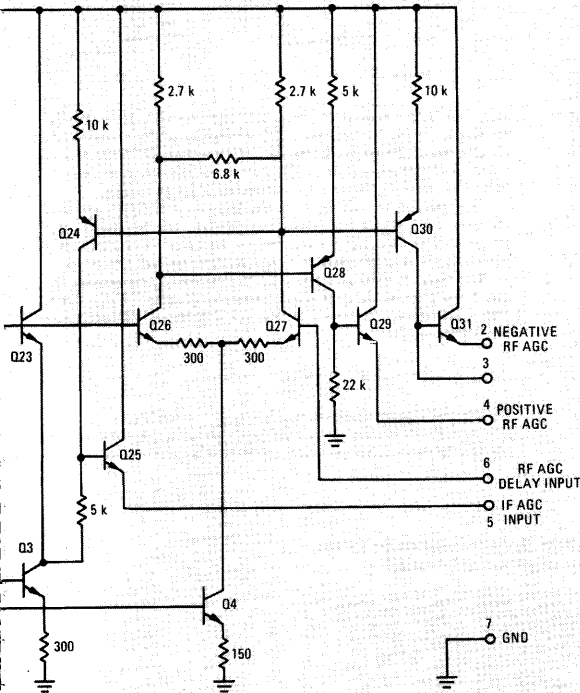 2.7 k
2.7 k
5 k
10 k
10 k
6.8 k
Q24
Q30
Q28
Q23
Q26
Q27
Q29
Q31
2 NEGATIVE
RF AGC
3
300
300
22 k
4 POSITIVE
RF AGC
Q25
6 RF AGC
DELAY INPUT
IF AGC
5 INPUT
5 k
Q3
Q4
300
150
7
GND